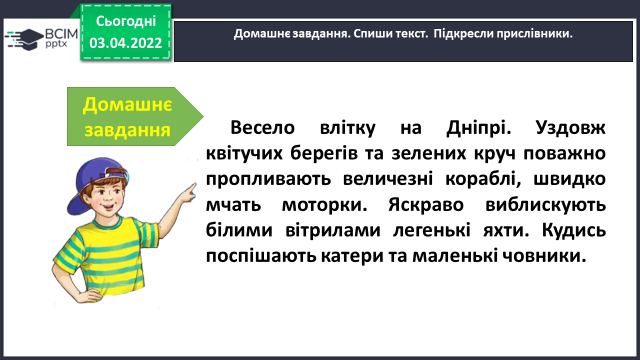 ВСІМ
pptx
Сьогодні
03.04.2022
Домашнє завдання. Спиши текст. Підкресли прислівники.
Домашнє
завдання
Весело влітку на Дніпрі. Уздовж
квітучих берегів та зелених круч поважно
пропливають величезні кораблі, швидко
мчать моторки. Яскраво виблискують
білими вітрилами легенькі яхти. Кудись
поспішають катери та маленькі човники.